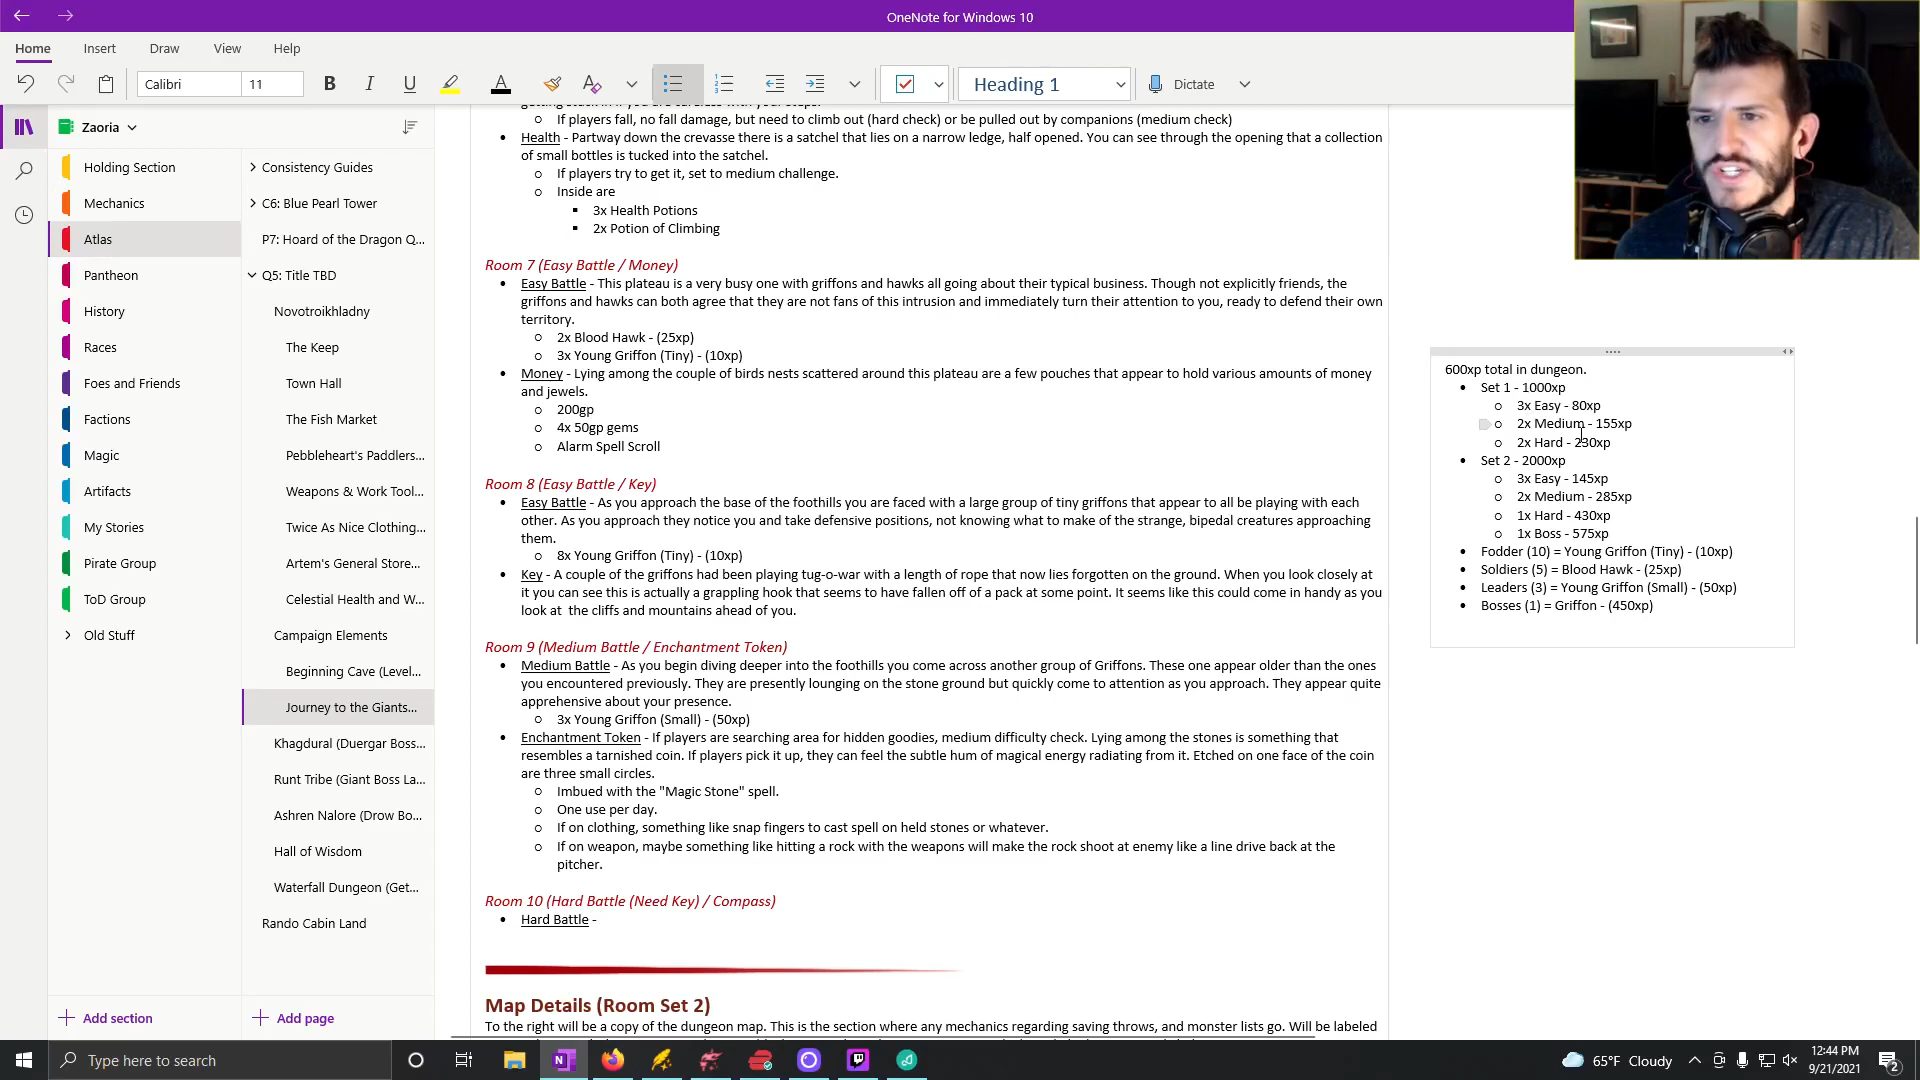 OneNote for Windows 10
Home Insert Draw View Help
Calibri 11 B I U A Heading 1 Dictate
Zaoria
Holding Section
Mechanics
Atlas
Pantheon
History
Races
Foes and Friends
Factions
Magic
Artifacts
My Stories
Pirate Group
ToD Group
Old Stuff
Add section
Consistency Guides
C6: Blue Pearl Tower
P7: Hoard of the Dragon Q...
Q5: Title TBD
Novotroikhladny
The Keep
Town Hall
The Fish Market
Pebbleheart's Paddlers...
Weapons & Work Tool...
Twice As Nice Clothing...
Artem's General Store...
Celestial Health and W...
Campaign Elements
Beginning Cave (Level...
Journey to the Giants...
Khagdural (Duergar Boss...
Runt Tribe (Giant Boss La...
Ashren Nalore (Drow Bo...
Hall of Wisdom
Waterfall Dungeon (Get...
Rando Cabin Land
Add page
getting stuck in if you are careless with your steps.
o If players fall, no fall damage, but need to climb out (hard check) or be pulled out by companions (medium check)
• Health - Partway down the crevasse there is a satchel that lies on a narrow ledge, half opened. You can see through the opening that a collection
of small bottles is tucked into the satchel.
o If players try to get it, set to medium challenge.
o Inside are
▪ 3x Health Potions
▪ 2x Potion of Climbing
Room 7 (Easy Battle / Money)
• Easy Battle - This plateau is a very busy one with griffons and hawks all going about their typical business. Though not explicitly friends, the
griffons and hawks can both agree that they are not fans of this intrusion and immediately turn their attention to you, ready to defend their own
territory.
o 2x Blood Hawk - (25xp)
o 3x Young Griffon (Tiny) - (10xp)
• Money - Lying among the couple of birds nests scattered around this plateau are a few pouches that appear to hold various amounts of money
and jewels.
o 200gp
o 4x 50gp gems
o Alarm Spell Scroll
Room 8 (Easy Battle / Key)
• Easy Battle - As you approach the base of the foothills you are faced with a large group of tiny griffons that appear to all be playing with each
other. As you approach they notice you and take defensive positions, not knowing what to make of the strange, bipedal creatures approaching
them.
o 8x Young Griffon (Tiny) - (10xp)
• Key - A couple of the griffons had been playing tug-o-war with a length of rope that now lies forgotten on the ground. When you look closely at
it you can see this is actually a grappling hook that seems to have fallen off of a pack at some point. It seems like this could come in handy as you
look at the cliffs and mountains ahead of you.
Room 9 (Medium Battle / Enchantment Token)
• Medium Battle - As you begin diving deeper into the foothills you come across another group of Griffons. These one appear older than the ones
you encountered previously. They are presently lounging on the stone ground but quickly come to attention as you approach. They appear quite
apprehensive about your presence.
o 3x Young Griffon (Small) - (50xp)
• Enchantment Token - If players are searching area for hidden goodies, medium difficulty check. Lying among the stones is something that
resembles a tarnished coin. If players pick it up, they can feel the subtle hum of magical energy radiating from it. Etched on one face of the coin
are three small circles.
o Imbued with the "Magic Stone" spell.
o One use per day.
o If on clothing, something like snap fingers to cast spell on held stones or whatever.
o If on weapon, maybe something like hitting a rock with the weapons will make the rock shoot at enemy like a line drive back at the
pitcher.
Room 10 (Hard Battle (Need Key) / Compass)
• Hard Battle -
Map Details (Room Set 2)
To the right will be a copy of the dungeon map. This is the section where any mechanics regarding saving throws, and monster lists go. Will be labeled
600xp total in dungeon.
• Set 1 - 1000xp
o 3x Easy - 80xp
o 2x Medium - 155xp
o 2x Hard - 230xp
• Set 2 - 2000xp
o 3x Easy - 145xp
o 2x Medium - 285xp
o 1x Hard - 430xp
o 1x Boss - 575xp
• Fodder (10) = Young Griffon (Tiny) - (10xp)
• Soldiers (5) = Blood Hawk - (25xp)
• Leaders (3) = Young Griffon (Small) - (50xp)
• Bosses (1) = Griffon - (450xp)
Type here to search
65°F Cloudy
12:44 PM
9/21/2021
2